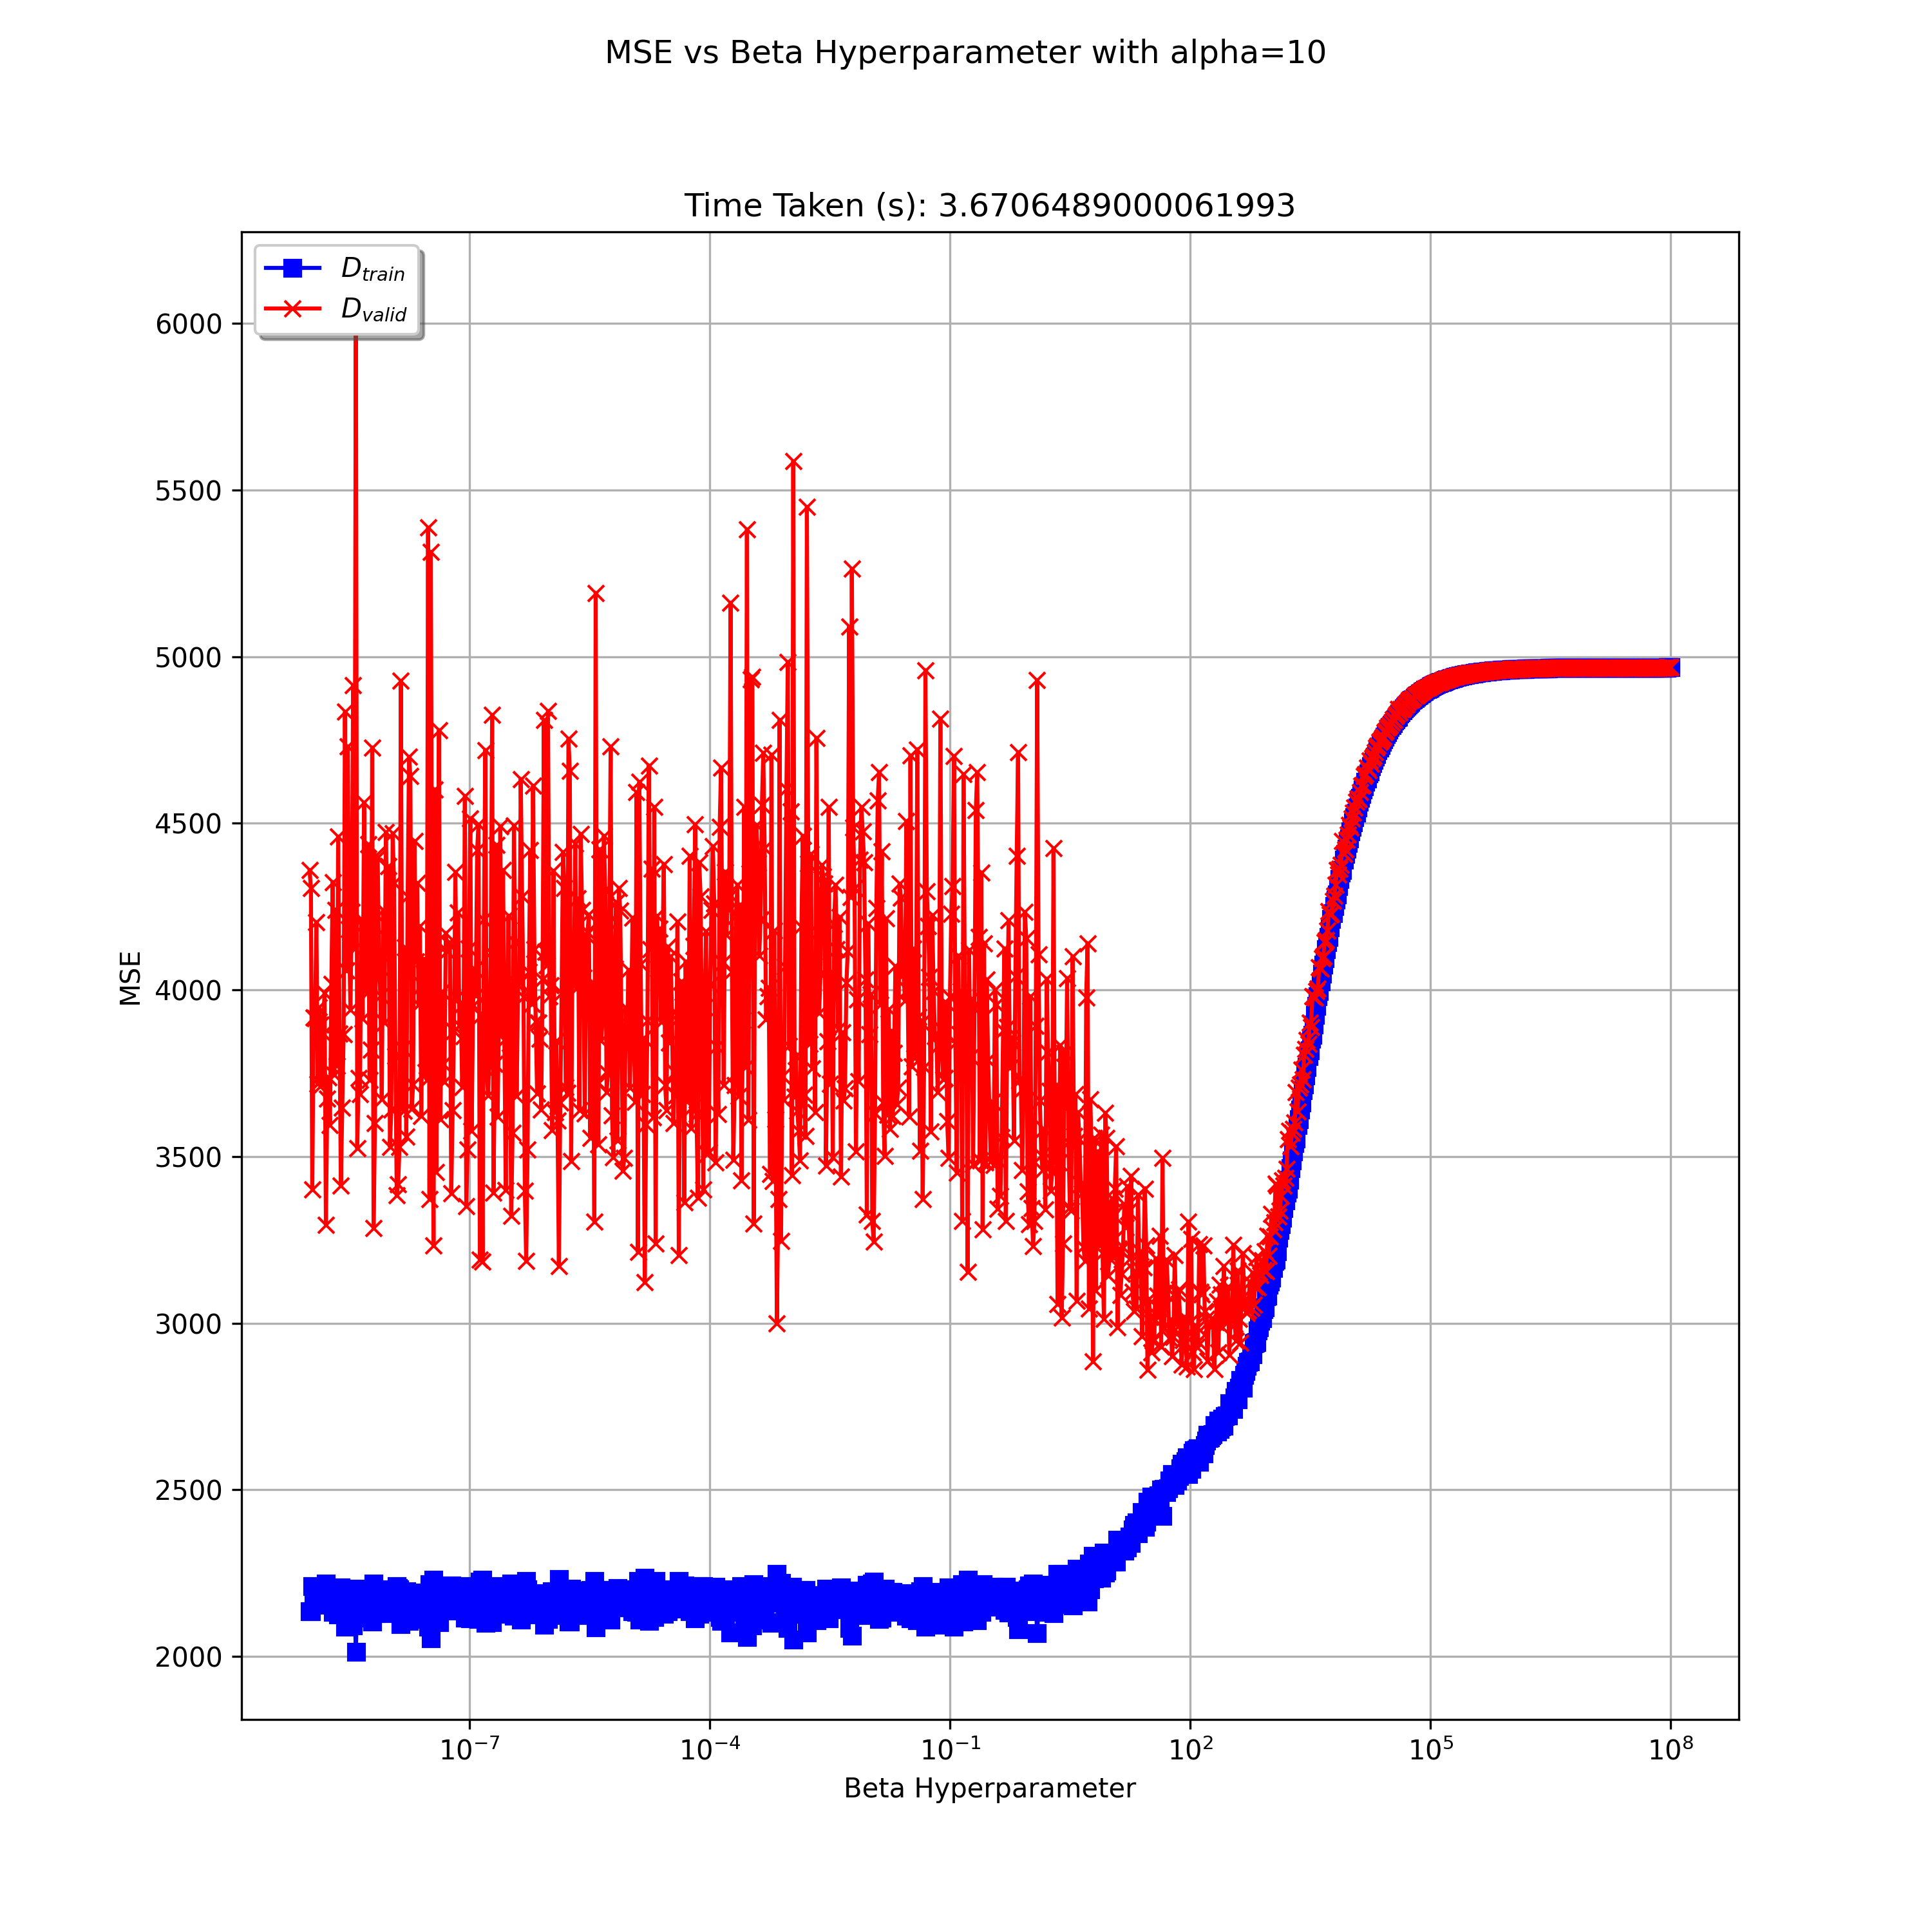 MSE vs Beta Hyperparameter with alpha=10
Time Taken (s): 3.6706489000061993
D_train
D_valid
6000
5500
5000
4500
4000
3500
3000
2500
2000
MSE
10^-7 10^-4 10^-1 10^2 10^5 10^8
Beta Hyperparameter